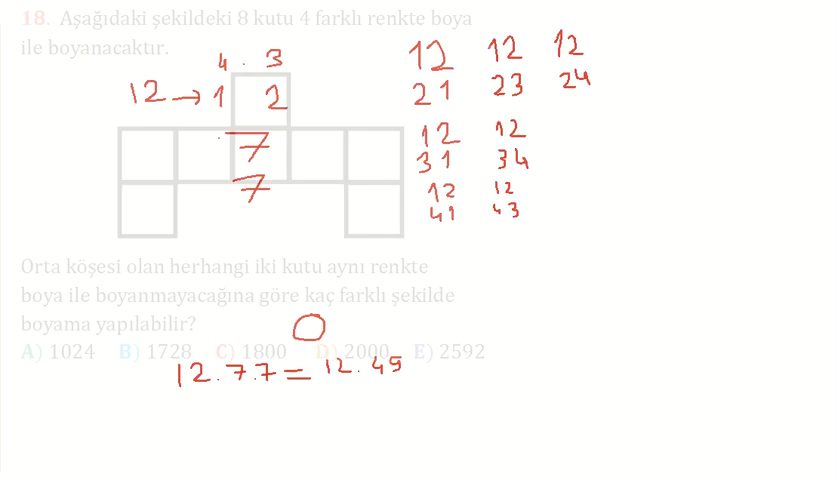 18. Aşağıdaki şekildeki 8 kutu 4 farklı renkte boya
ile boyanacaktır.
4 . 3
12 → 1 2
7
7
12 12 12
21 23 24
12 12
31 34
12 12
41 43
Orta köşesi olan herhangi iki kutu aynı renkte
boya ile boyanmayacağına göre kaç farklı şekilde
boyama yapılabilir?
A) 1024 B) 1728 C) 1800 D) 2000 E) 2592
12.7.7 = 12.49